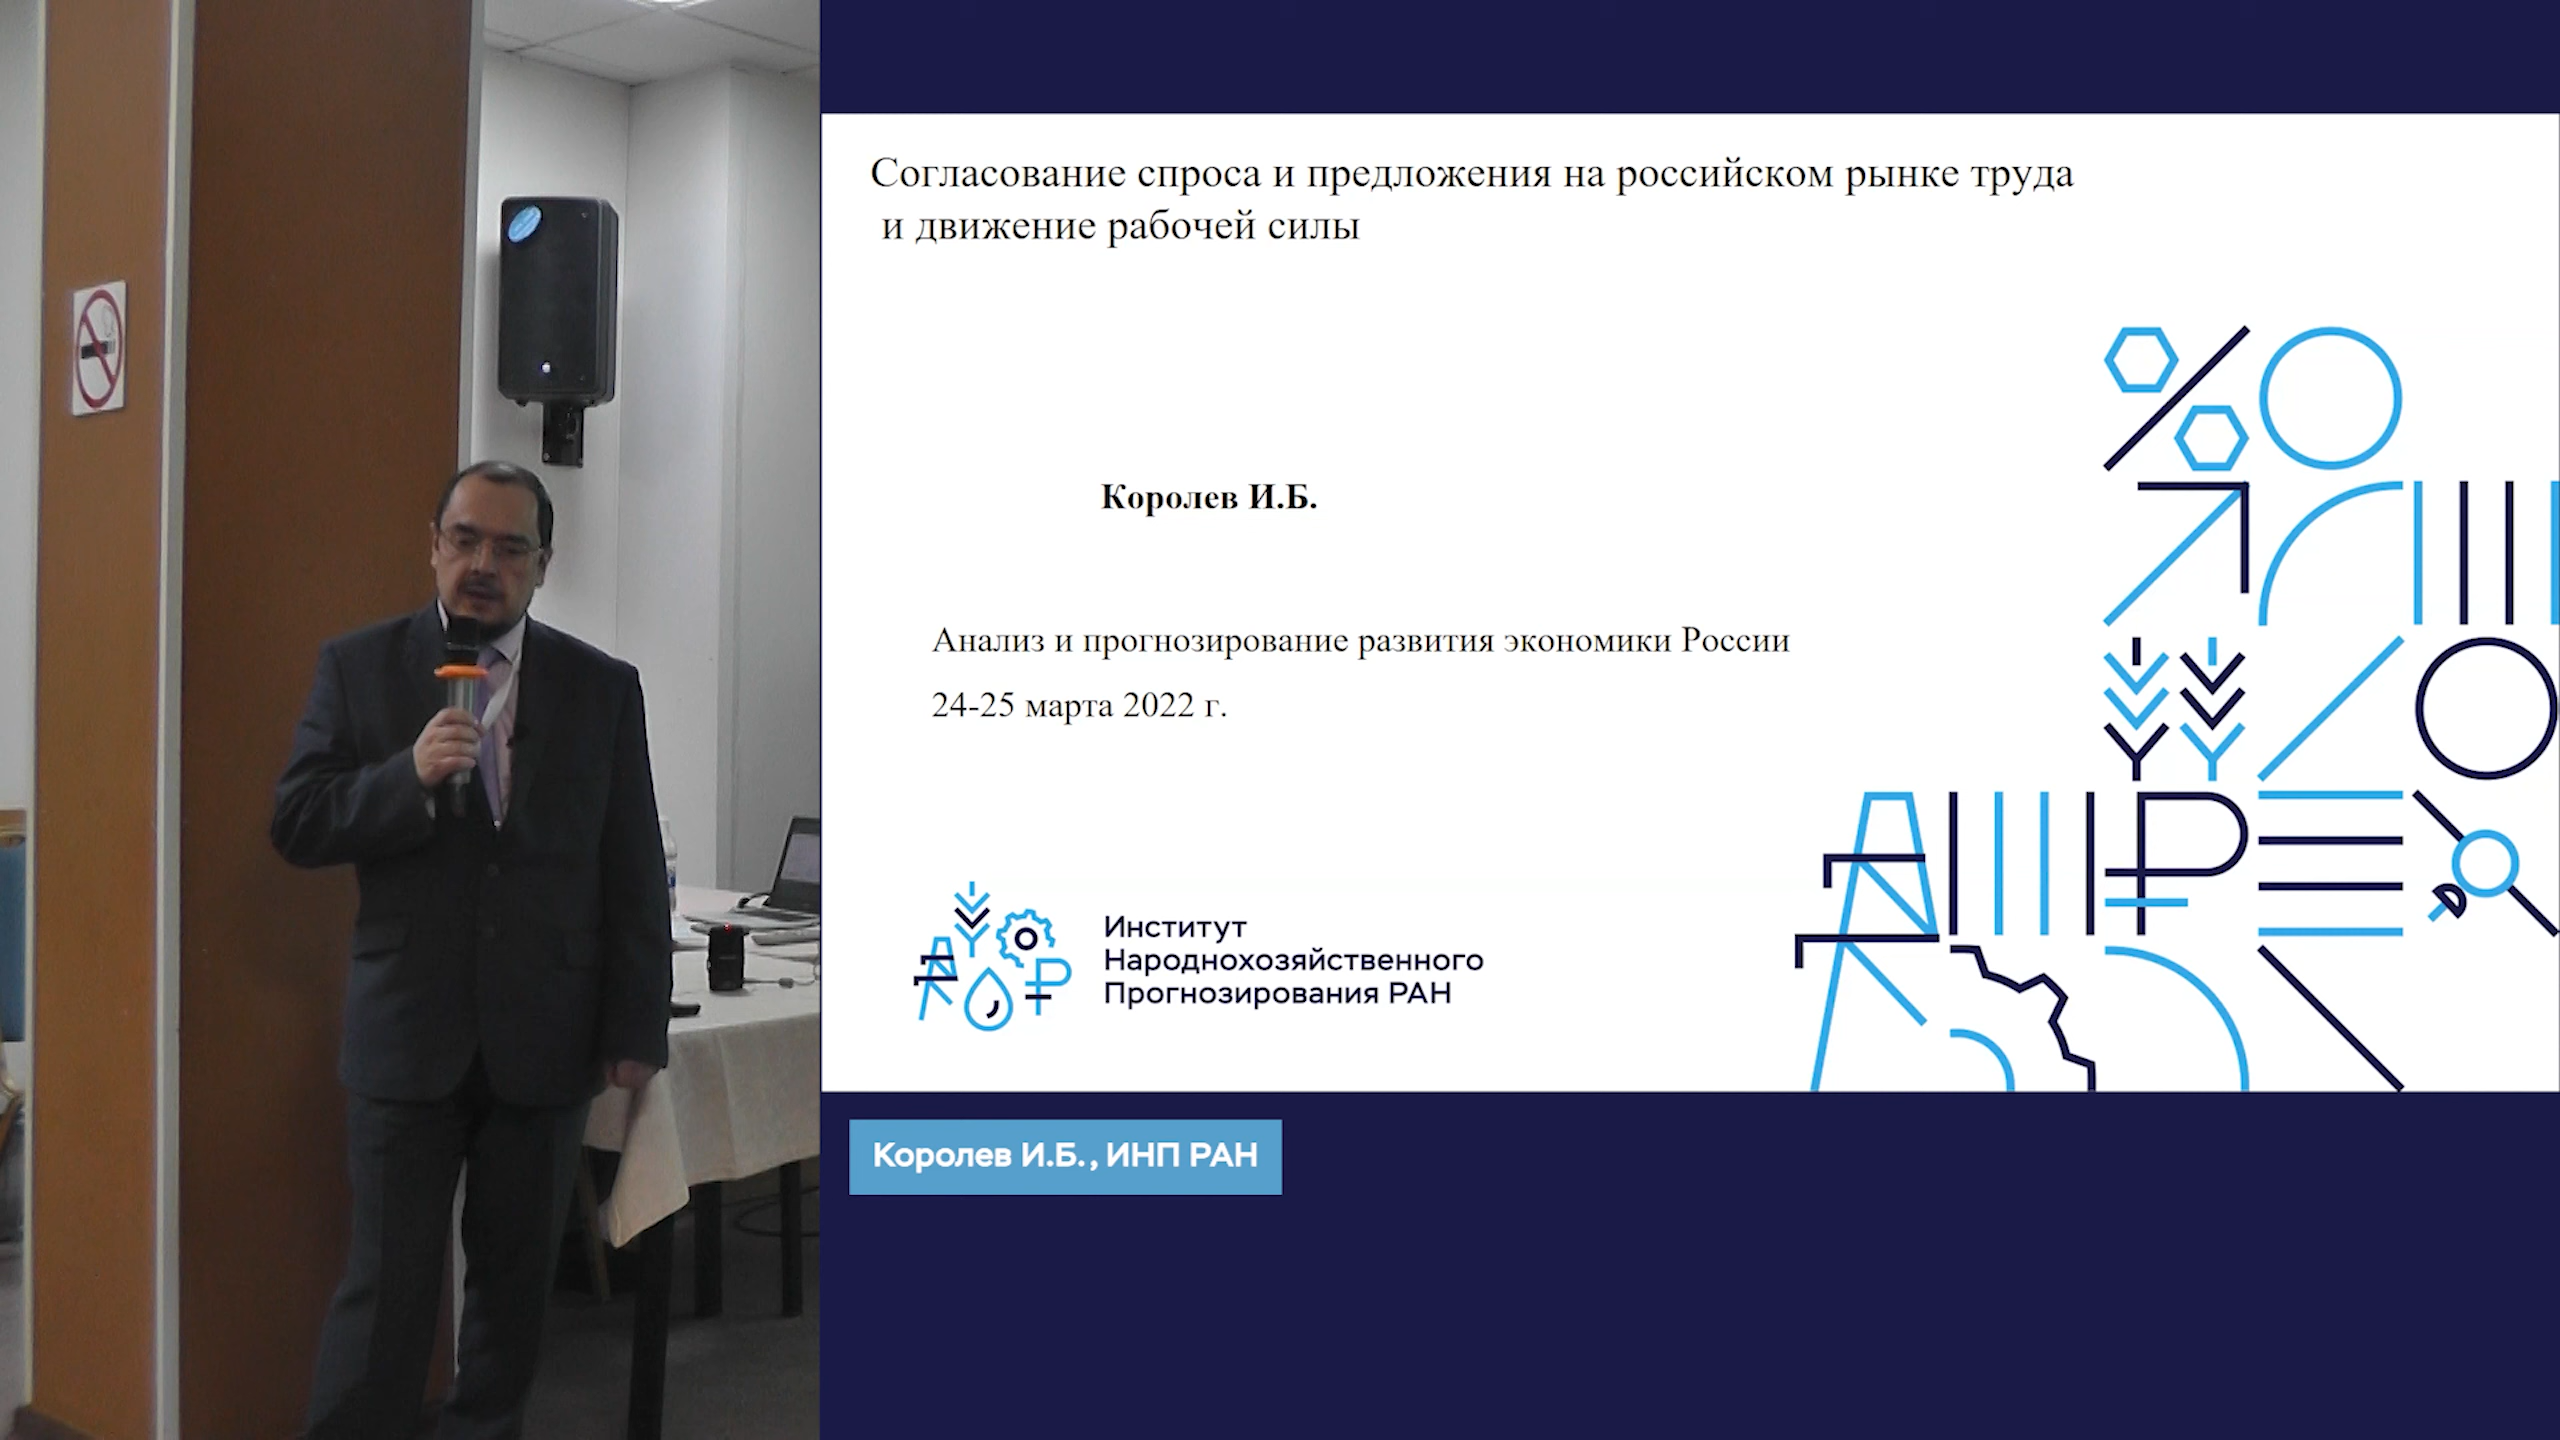 Согласование спроса и предложения на российском рынке труда
и движение рабочей силы
Королев И.Б.
Анализ и прогнозирование развития экономики России
24-25 марта 2022 г.
Институт
Народнохозяйственного
Прогнозирования РАН
Королев И.Б., ИНП РАН